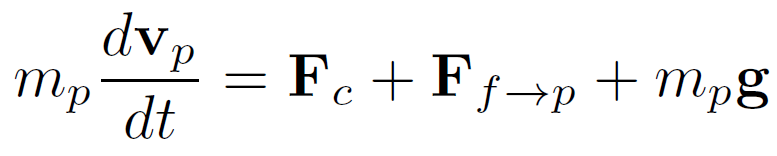 $m_p \frac{d\mathbf{v}_p}{dt} = \mathbf{F}_c + \mathbf{F}_{f \to p} + m_p \mathbf{g}$